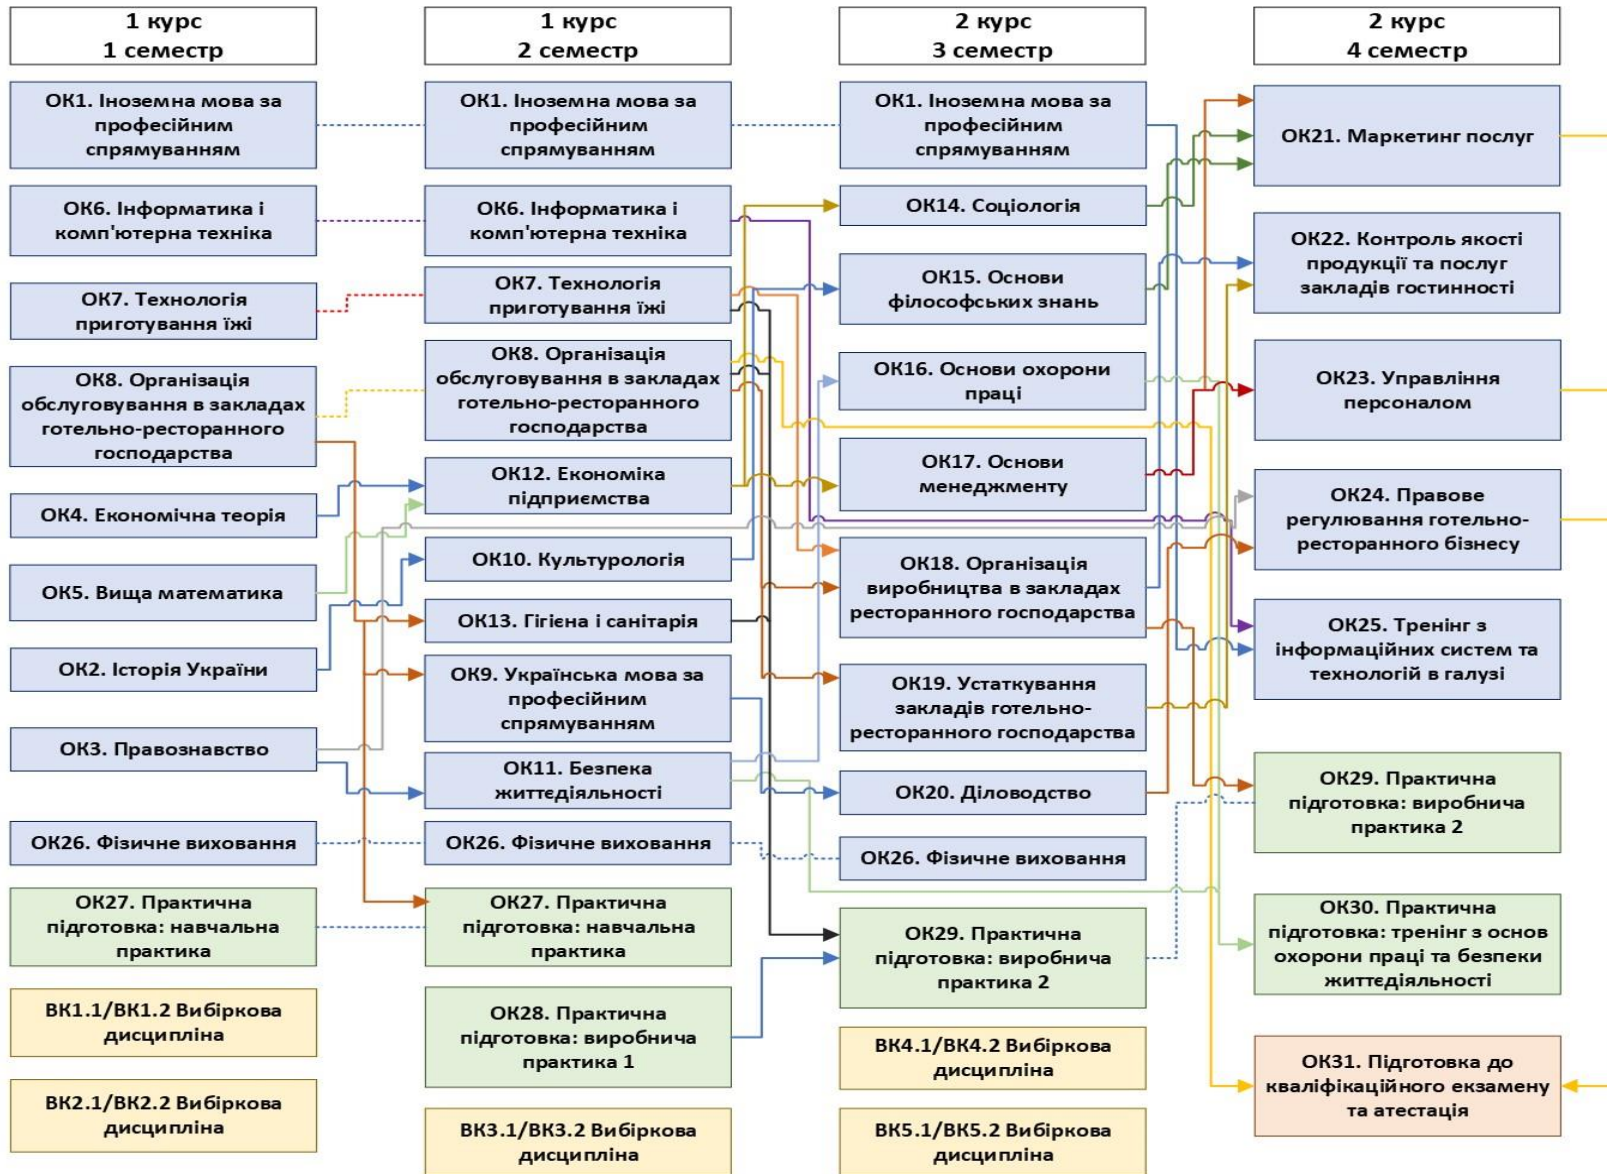 1 курс
1 семестр
ОК1. Іноземна мова за
професійним
спрямуванням
ОК6. Інформатика і
комп'ютерна техніка
ОК7. Технологія
приготування їжі
ОК8. Організація
обслуговування в закладах
готельно-ресторанного
господарства
ОК4. Економічна теорія
ОК5. Вища математика
ОК2. Історія України
ОК3. Правознавство
ОК26. Фізичне виховання
ОК27. Практична
підготовка: навчальна
практика
ВК1.1/ВК1.2 Вибіркова
дисципліна
ВК2.1/ВК2.2 Вибіркова
дисципліна
1 курс
2 семестр
ОК1. Іноземна мова за
професійним
спрямуванням
ОК6. Інформатика і
комп'ютерна техніка
ОК7. Технологія
приготування їжі
ОК8. Організація
обслуговування в закладах
готельно-ресторанного
господарства
ОК12. Економіка
підприємства
ОК10. Культурологія
ОК13. Гігієна і санітарія
ОК9. Українська мова за
професійним
спрямуванням
ОК11. Безпека
життєдіяльності
ОК26. Фізичне виховання
ОК27. Практична
підготовка: навчальна
практика
ОК28. Практична
підготовка: виробнича
практика 1
ВК3.1/ВК3.2 Вибіркова
дисципліна
2 курс
3 семестр
ОК1. Іноземна мова за
професійним
спрямуванням
ОК14. Соціологія
ОК15. Основи
філософських знань
ОК16. Основи охорони
праці
ОК17. Основи
менеджменту
ОК18. Організація
виробництва в закладах
ресторанного господарства
ОК19. Устаткування
закладів готельно-
ресторанного господарства
ОК20. Діловодство
ОК26. Фізичне виховання
ОК29. Практична
підготовка: виробнича
практика 2
ВК4.1/ВК4.2 Вибіркова
дисципліна
ВК5.1/ВК5.2 Вибіркова
дисципліна
2 курс
4 семестр
ОК21. Маркетинг послуг
ОК22. Контроль якості
продукції та послуг
закладів гостинності
ОК23. Управління
персоналом
ОК24. Правове
регулювання готельно-
ресторанного бізнесу
ОК25. Тренінг з
інформаційних систем та
технологій в галузі
ОК29. Практична
підготовка: виробнича
практика 2
ОК30. Практична
підготовка: тренінг з основ
охорони праці та безпеки
життєдіяльності
ОК31. Підготовка до
кваліфікаційного екзамену
та атестація